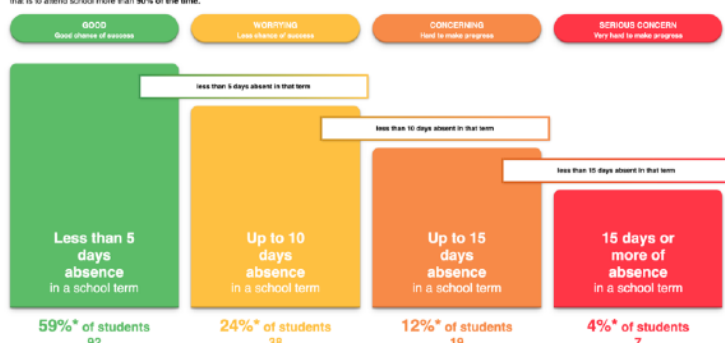 that is to attend school more than 90% of the time.
GOOD
Good chance of success
WORRYING
Less chance of success
CONCERNING
Hard to make progress
SERIOUS CONCERN
Very hard to make progress
less than 5 days absent in that term
less than 10 days absent in that term
less than 15 days absent in that term
Less than 5
days
absence
in a school term
Up to 10
days
absence
in a school term
Up to 15
days
absence
in a school term
15 days or
more of
absence
in a school term
59%* of students
92
24%* of students
38
12%* of students
19
4%* of students
7